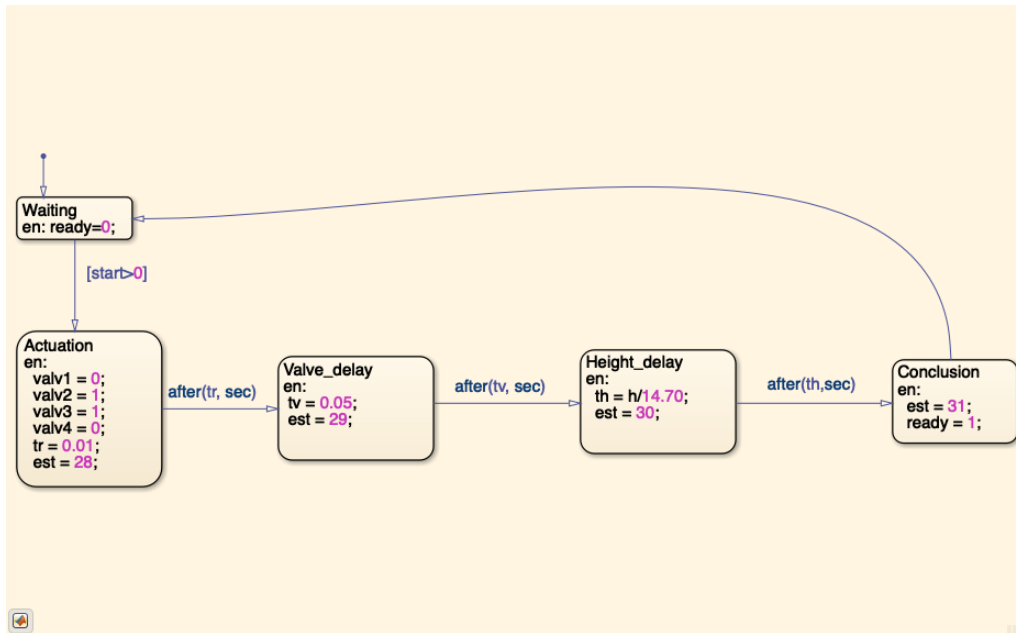 Waiting
en: ready=0;
[start>0]
Actuation
en:
valv1 = 0;
valv2 = 1;
valv3 = 1;
valv4 = 0;
tr = 0.01;
est = 28;
after(tr, sec)
Valve_delay
en:
tv = 0.05;
est = 29;
after(tv, sec)
Height_delay
en:
th = h/14.70;
est = 30;
after(th,sec)
Conclusion
en:
est = 31;
ready = 1;